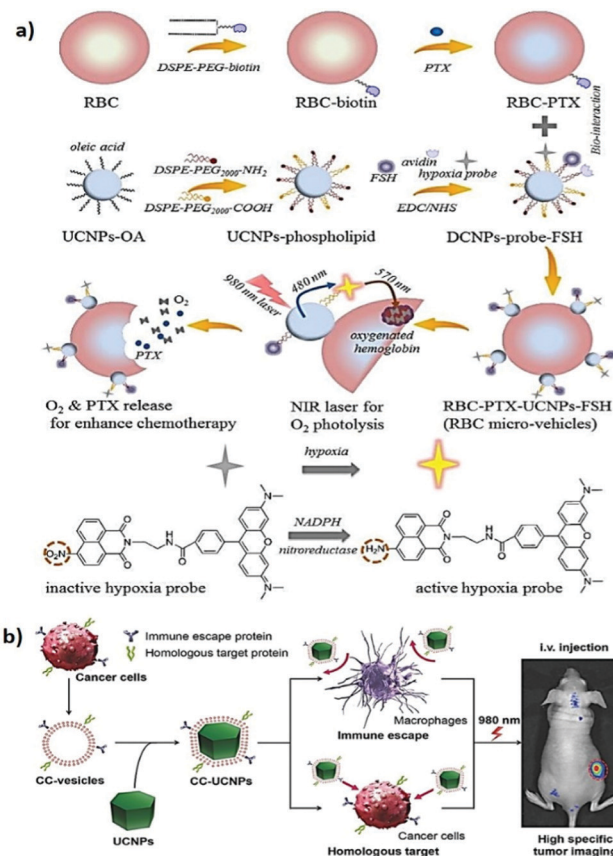 a)
DSPE-PEG-biotin
PTX
RBC
RBC-biotin
RBC-PTX
Bio-interaction
oleic acid
DSPE-PEG2000-NH2
DSPE-PEG2000-COOH
FSH
avidin
hypoxia probe
EDC/NHS
UCNPs-OA
UCNPs-phospholipid
DCNPs-probe-FSH
O2
PTX
980 nm laser
480 nm
570 nm
oxygenated
hemoglobin
O2 & PTX release
for enhance chemotherapy
NIR laser for
O2 photolysis
RBC-PTX-UCNPs-FSH
(RBC micro-vehicles)
hypoxia
O2N
O
N
O
H
N
O
N
O
N
NADPH
nitroreductase
H2N
O
N
O
H
N
O
N
O
N
inactive hypoxia probe
active hypoxia probe
b)
Immune escape protein
Homologous target protein
Cancer cells
CC-vesicles
UCNPs
CC-UCNPs
Macrophages
Immune escape
Cancer cells
Homologous target
980 nm
i.v. injection
High specific
tumor imaging